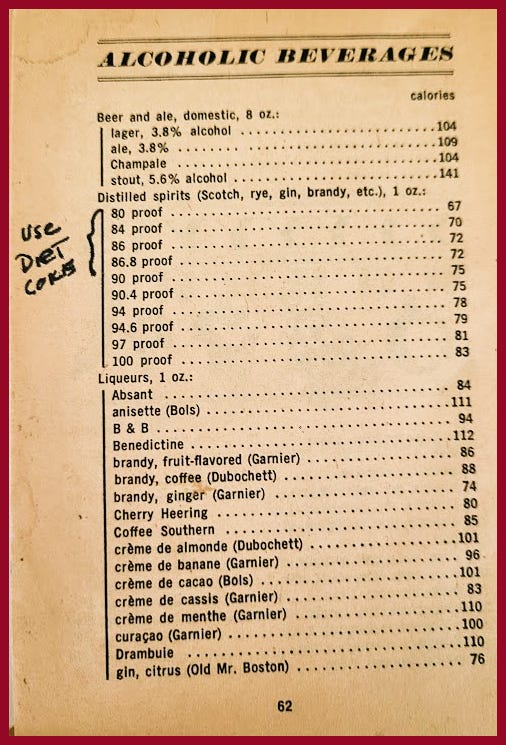 ALCOHOLIC BEVERAGES
calories
Beer and ale, domestic, 8 oz.:
lager, 3.8% alcohol ........................104
ale, 3.8% ........................109
Champale ........................104
stout, 5.6% alcohol ........................141
Distilled spirits (Scotch, rye, gin, brandy, etc.), 1 oz.:
80 proof ........................ 67
84 proof ........................ 70
86 proof ........................ 72
86.8 proof ........................ 72
90 proof ........................ 75
90.4 proof ........................ 75
94 proof ........................ 78
94.6 proof ........................ 79
97 proof ........................ 81
100 proof ........................ 83
USE
DIET
COKE
Liqueurs, 1 oz.:
Absant ........................ 84
anisette (Bols) ........................111
B & B ........................ 94
Benedictine ........................112
brandy, fruit-flavored (Garnier) ........................ 86
brandy, coffee (Dubochett) ........................ 88
brandy, ginger (Garnier) ........................ 74
Cherry Heering ........................ 80
Coffee Southern ........................ 85
crème de almonde (Dubochett) ........................101
crème de banane (Garnier) ........................ 96
crème de cacao (Bols) ........................101
crème de cassis (Garnier) ........................ 83
crème de menthe (Garnier) ........................110
curaçao (Garnier) ........................100
Drambuie ........................110
gin, citrus (Old Mr. Boston) ........................ 76
62